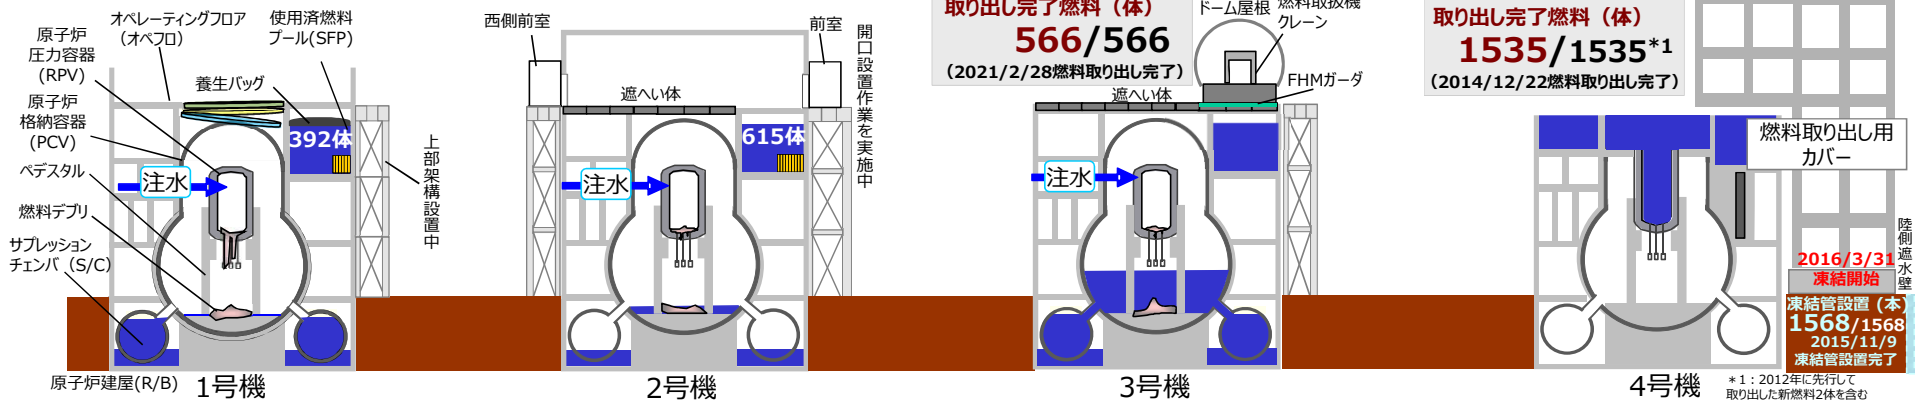 オペレーティングフロア
(オペフロ)
使用済燃料
プール(SFP)
原子炉
圧力容器
(RPV)
養生バッグ
原子炉
格納容器
(PCV)
392体
ペデスタル
注水
燃料デブリ
サプレッション
チェンバ（S/C）
上部架構設置中
原子炉建屋(R/B)
1号機
西側前室
前室
遮へい体
615体
注水
開口設置作業を実施中
2号機
取り出し完了燃料（体）
566/566
(2021/2/28燃料取り出し完了)
ドーム屋根
燃料取扱機
クレーン
FHMガーダ
遮へい体
注水
3号機
取り出し完了燃料（体）
1535/1535*1
(2014/12/22燃料取り出し完了)
燃料取り出し用
カバー
陸側遮水壁
2016/3/31
凍結開始
凍結管設置（本）
1568/1568
2015/11/9
凍結管設置完了
4号機
*1：2012年に先行して
取り出した新燃料2体を含む